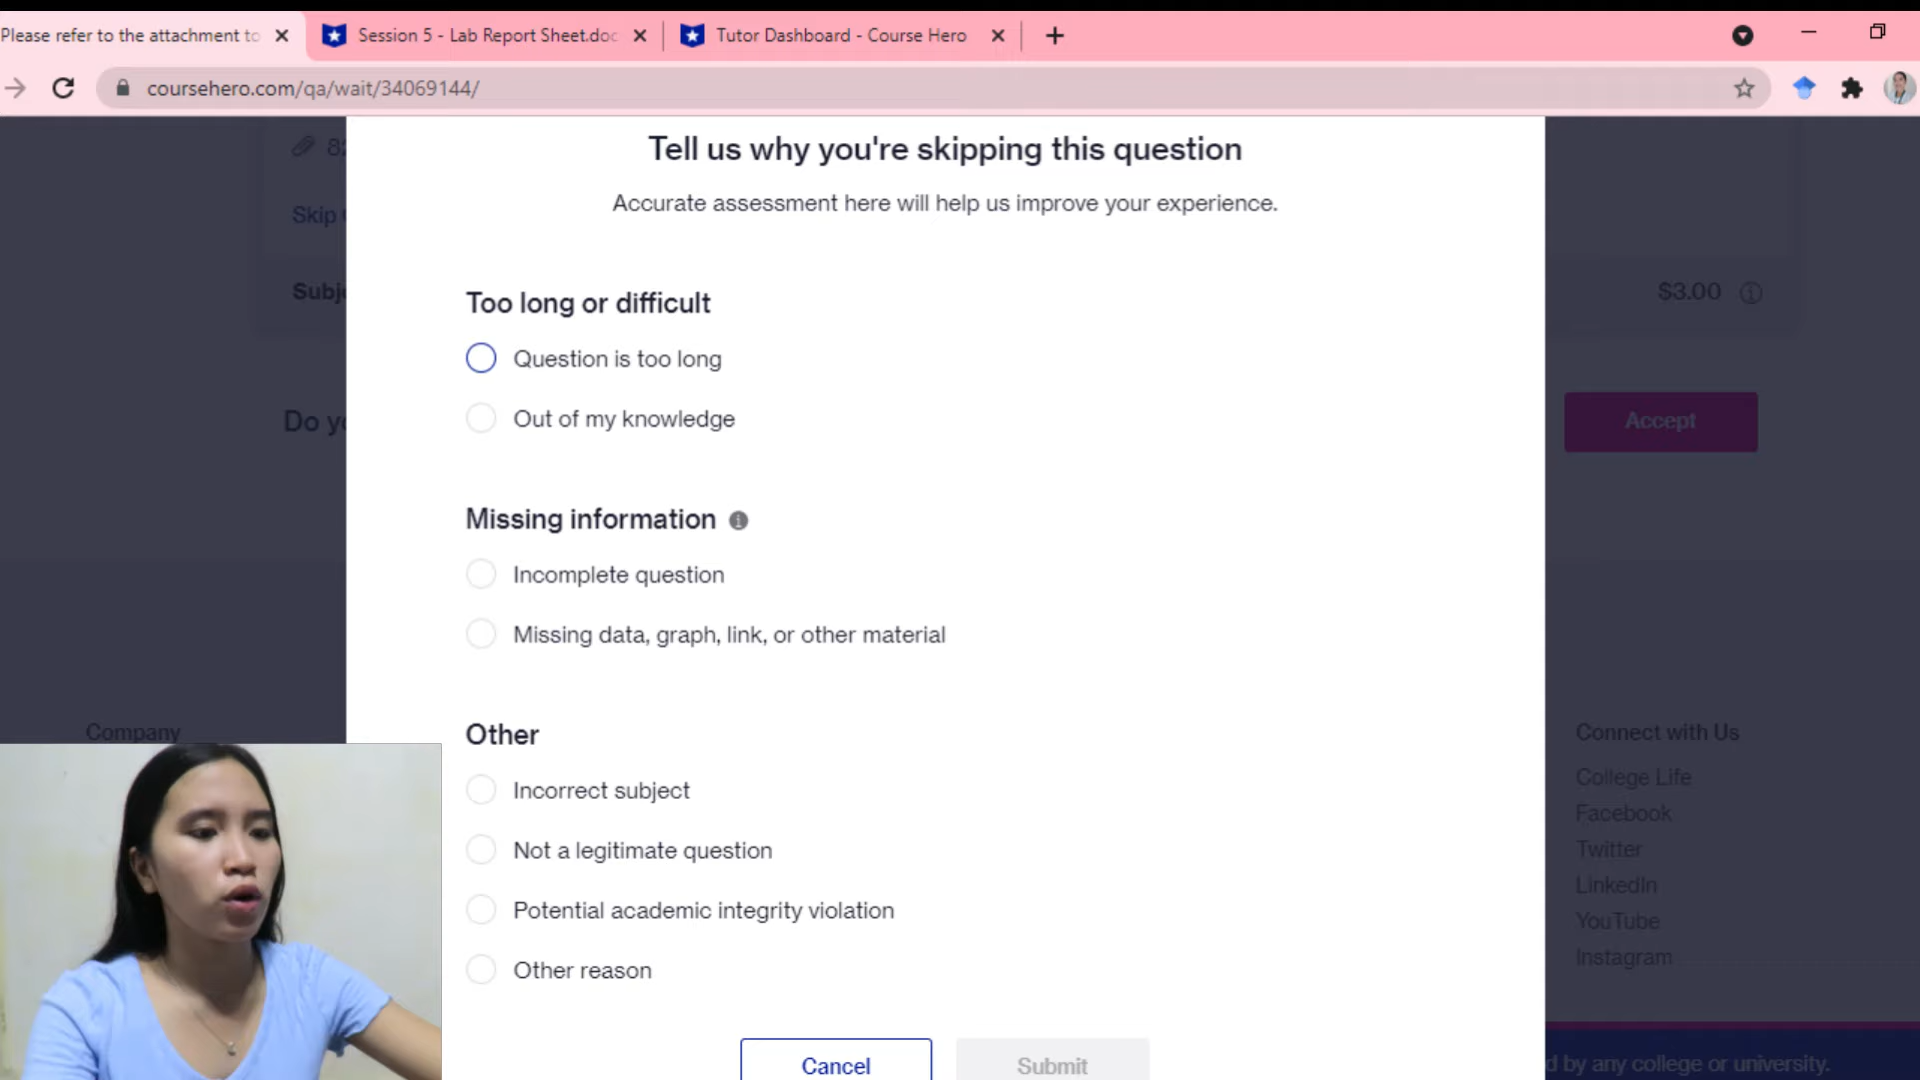 Please refer to the attachment to
Session 5 - Lab Report Sheet.doc
Tutor Dashboard - Course Hero
coursehero.com/qa/wait/34069144/
Tell us why you're skipping this question
Accurate assessment here will help us improve your experience.
Skip
$3.00
Too long or difficult
Question is too long
Out of my knowledge
Do yo
Accept
Missing information
Incomplete question
Missing data, graph, link, or other material
Other
Incorrect subject
Not a legitimate question
Potential academic integrity violation
Other reason
Cancel
Submit
Company
Connect with Us
College Life
Facebook
Twitter
LinkedIn
YouTube
Instagram
d by any college or university.